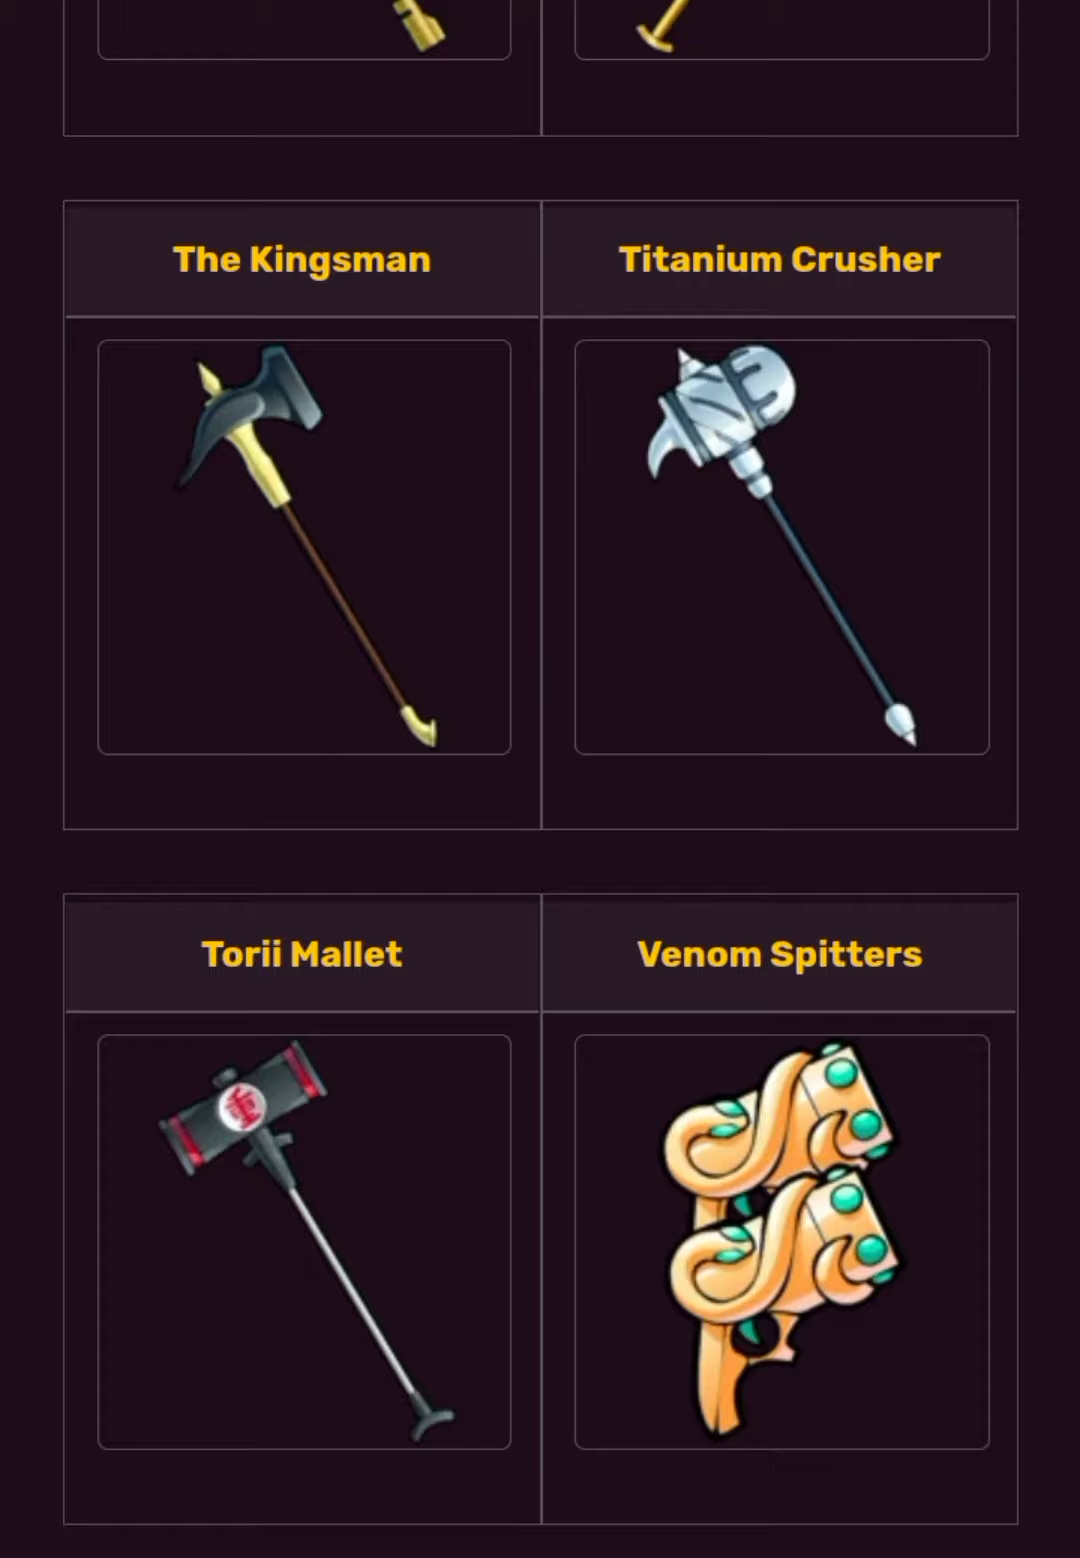 The Kingsman
Titanium Crusher
Torii Mallet
Venom Spitters